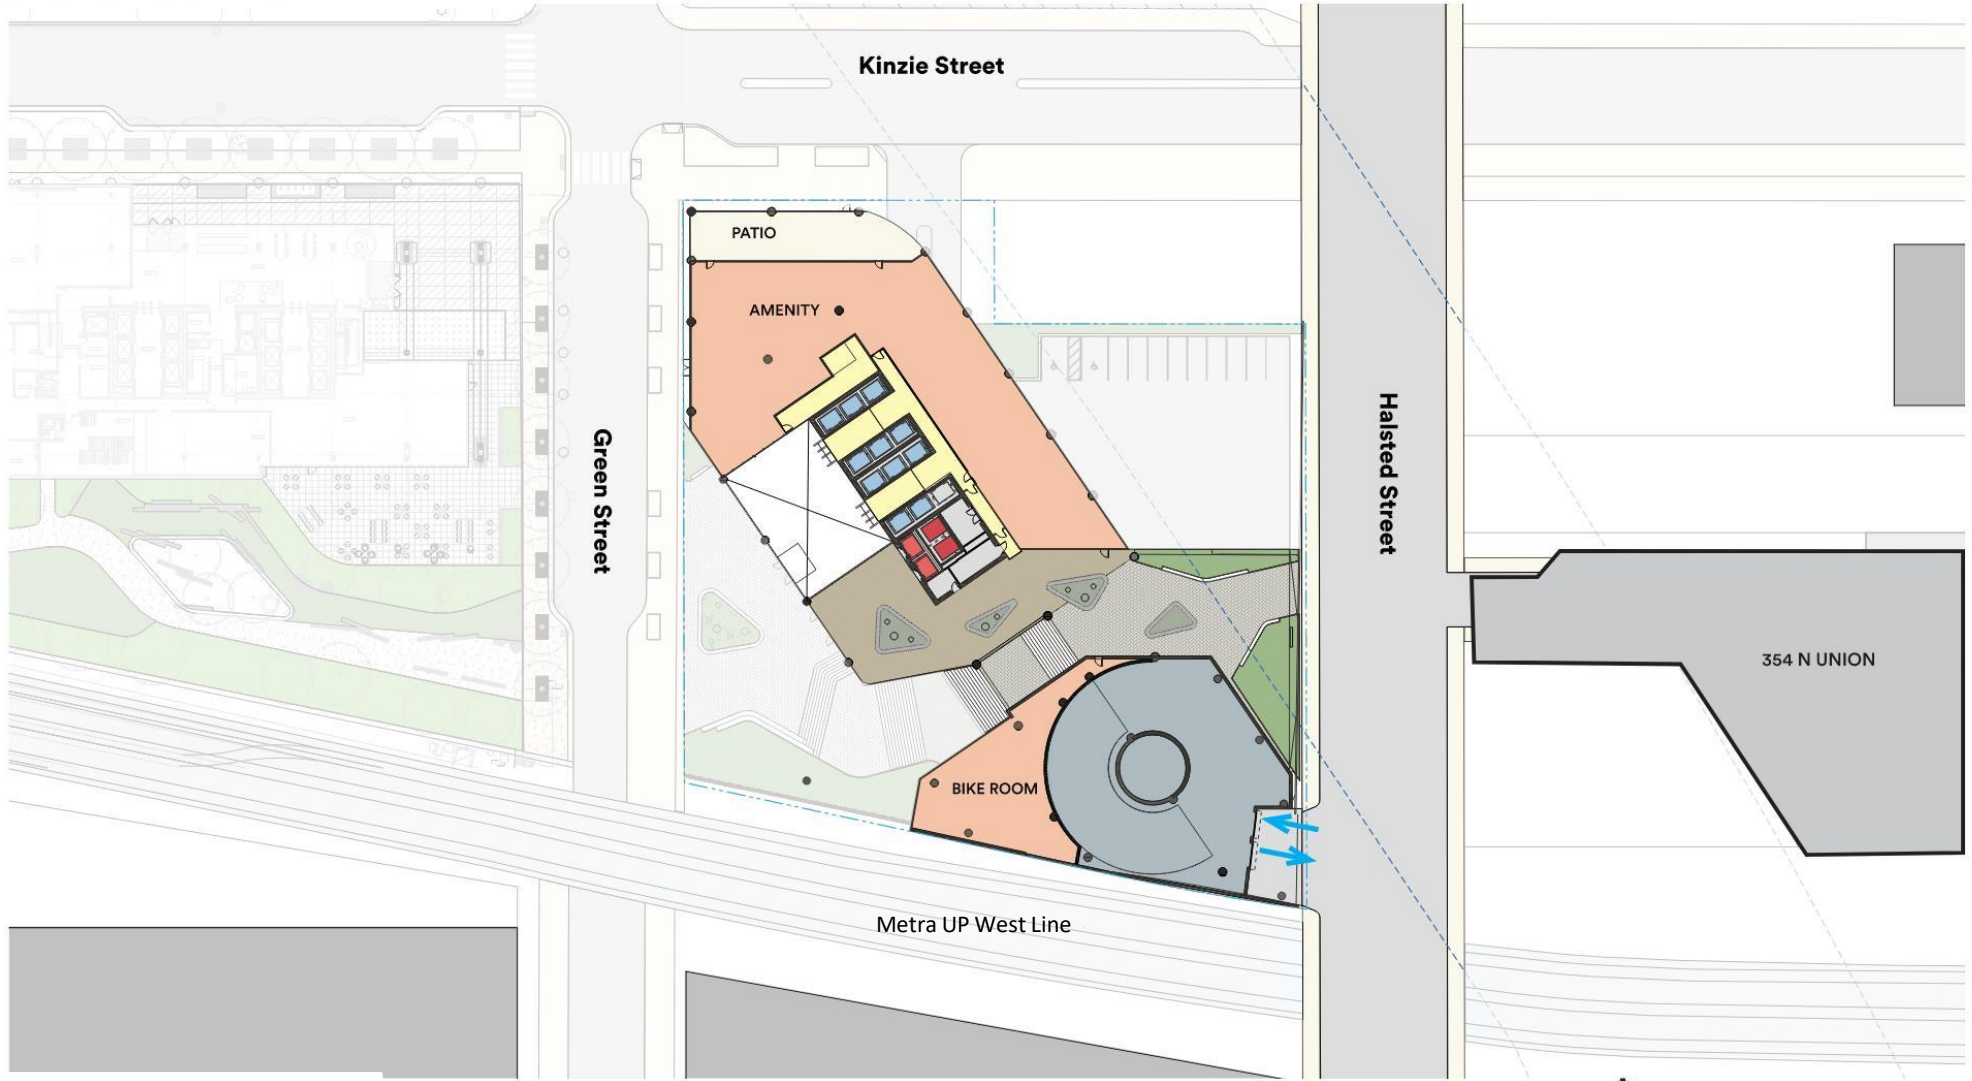 Kinzie Street
PATIO
AMENITY
Green Street
Halsted Street
354 N UNION
BIKE ROOM
Metra UP West Line